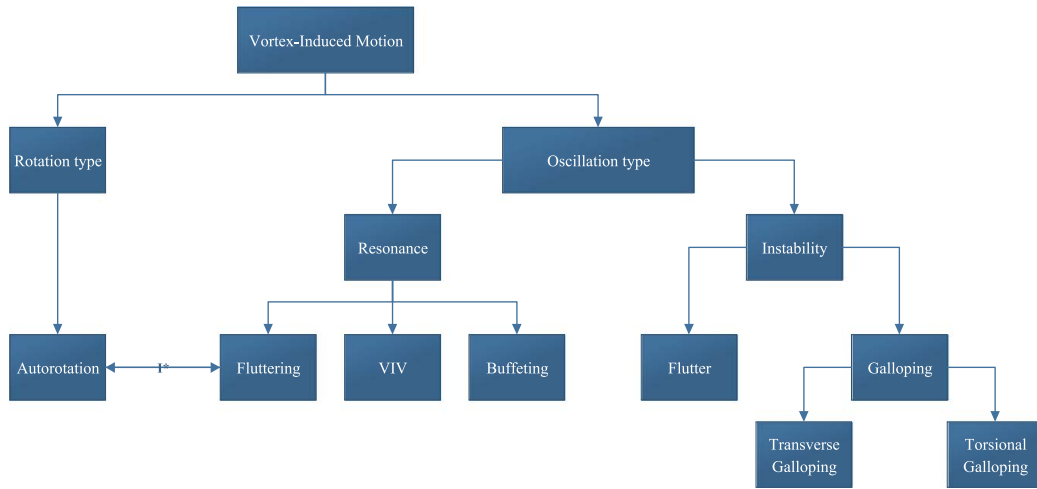 Vortex-Induced Motion
Rotation type
Oscillation type
Resonance
Instability
Autorotation
I*
Fluttering
VIV
Buffeting
Flutter
Galloping
Transverse
Galloping
Torsional
Galloping